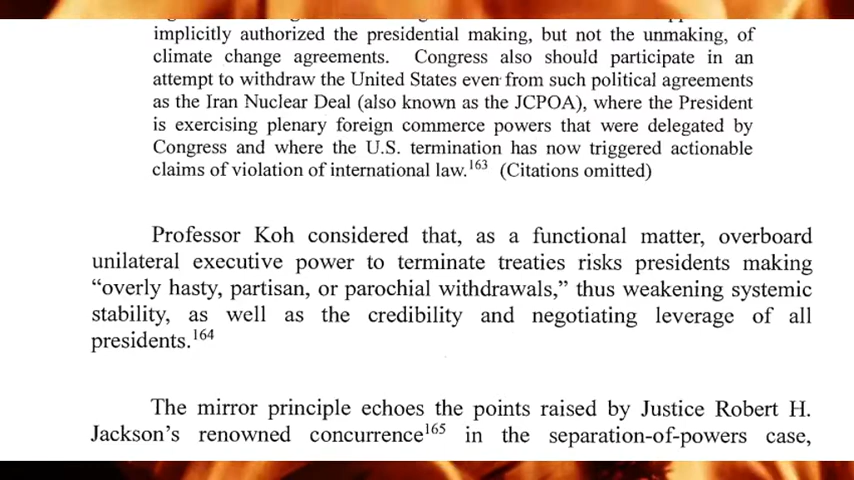 implicitly authorized the presidential making, but not the unmaking, of
climate change agreements. Congress also should participate in an
attempt to withdraw the United States even from such political agreements
as the Iran Nuclear Deal (also known as the JCPOA), where the President
is exercising plenary foreign commerce powers that were delegated by
Congress and where the U.S. termination has now triggered actionable
claims of violation of international law.163 (Citations omitted)
Professor Koh considered that, as a functional matter, overboard
unilateral executive power to terminate treaties risks presidents making
“overly hasty, partisan, or parochial withdrawals,” thus weakening systemic
stability, as well as the credibility and negotiating leverage of all
presidents.164
The mirror principle echoes the points raised by Justice Robert H.
Jackson’s renowned concurrence165 in the separation-of-powers case,